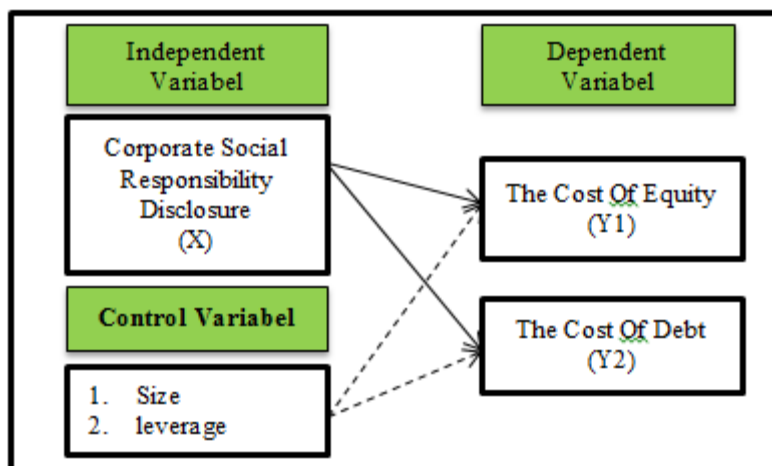 Independent
Variabel
Corporate Social
Responsibility
Disclosure
(X)
Control Variabel
1. Size
2. leverage
Dependent
Variabel
The Cost Of Equity
(Y1)
The Cost Of Debt
(Y2)